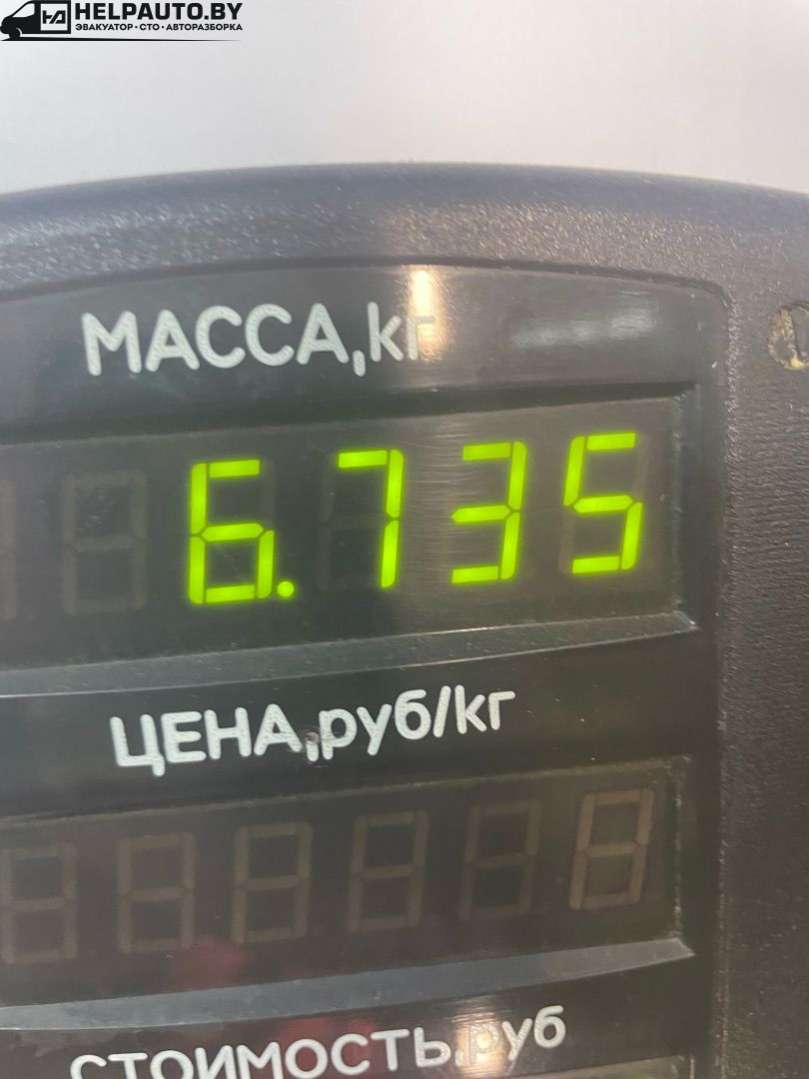 HELPAUTO.BY
ЭВАКУАТОР • СТО • АВТОРАЗБОРКА
МАССА,кг
6.735
ЦЕНА,руб/кг
СТОИМОСТЬ,руб